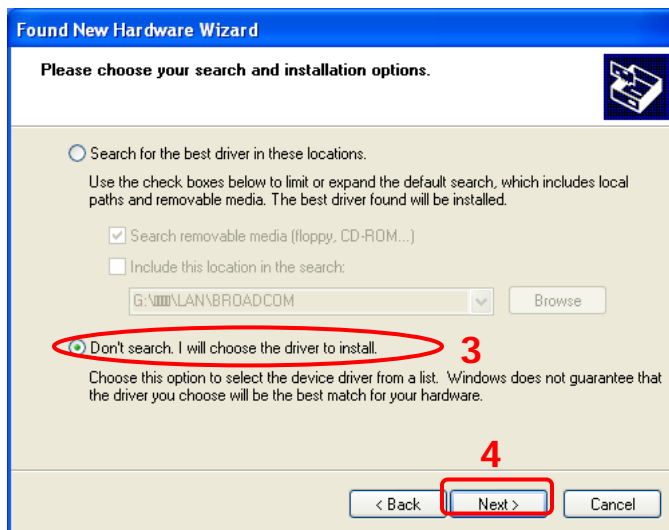 Found New Hardware Wizard
Please choose your search and installation options.
Search for the best driver in these locations.
Use the check boxes below to limit or expand the default search, which includes local
paths and removable media. The best driver found will be installed.
Search removable media (floppy, CD-ROM...)
Include this location in the search:
G:\\LAN\BROADCOM
Browse
Don't search. I will choose the driver to install.
3
Choose this option to select the device driver from a list. Windows does not guarantee that
the driver you choose will be the best match for your hardware.
4
< Back
Next >
Cancel